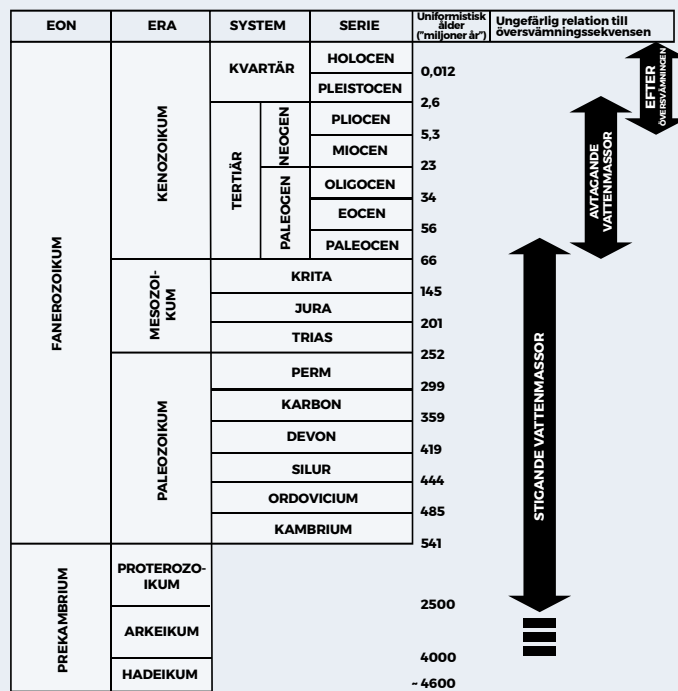 EON
ERA
SYSTEM
SERIE
Uniformistisk
ålder
("miljoner år")
Ungefärlig relation till
översvämningssekvensen
FANEROZOIKUM
KENOZOIKUM
KVARTÄR
HOLOCEN
0,012
PLEISTOCEN
2,6
TERTIÄR
NEOGEN
PLIOCEN
5,3
MIOCEN
23
PALEOGEN
OLIGOCEN
34
EOCEN
56
PALEOCEN
66
MESOZOI-
KUM
KRITA
145
JURA
201
TRIAS
252
PALEOZOIKUM
PERM
299
KARBON
359
DEVON
419
SILUR
444
ORDOVICIUM
485
KAMBRIUM
541
PREKAMBRIUM
PROTEROZO-
IKUM
2500
ARKEIKUM
4000
HADEIKUM
~ 4600
EFTER
ÖVERSVÄMNINGEN
AVTAGANDE
VATTENMASSOR
STIGANDE VATTENMASSOR